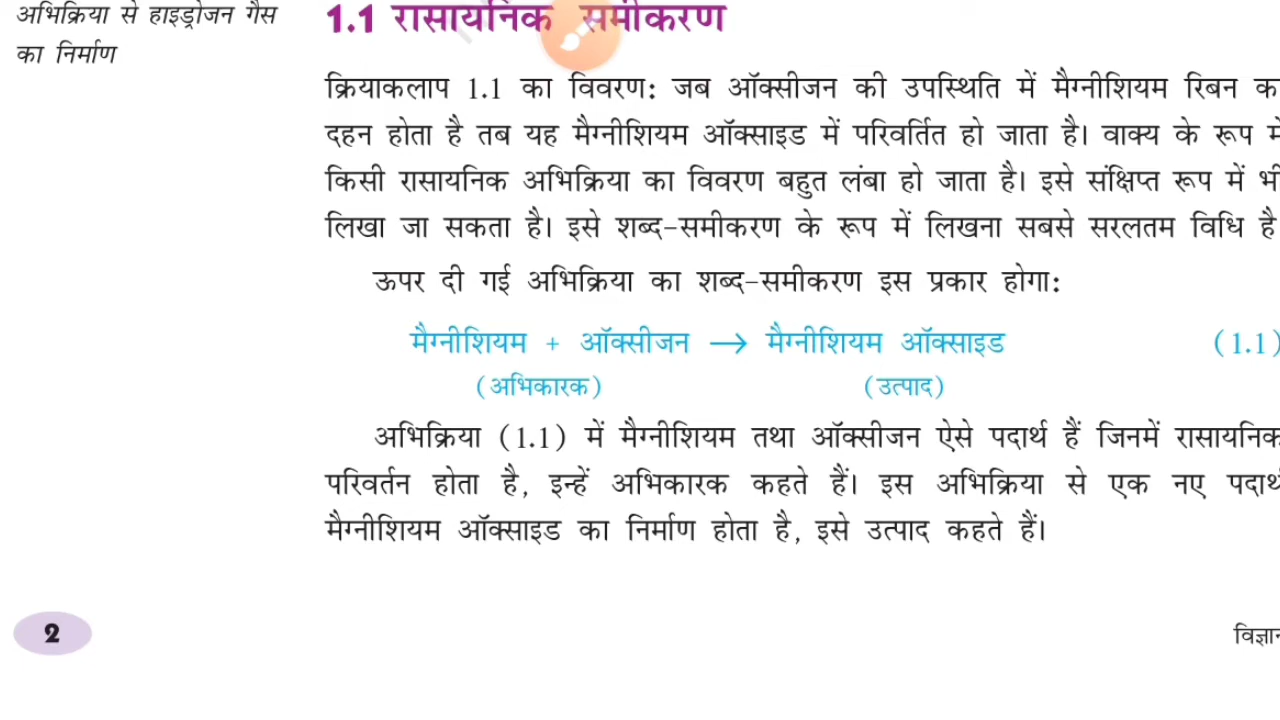 अभिक्रिया से हाइड्रोजन गैस
का निर्माण
1.1 रासायनिक समीकरण
क्रियाकलाप 1.1 का विवरण: जब ऑक्सीजन की उपस्थिति में मैग्नीशियम रिबन क
दहन होता है तब यह मैग्नीशियम ऑक्साइड में परिवर्तित हो जाता है। वाक्य के रूप में
किसी रासायनिक अभिक्रिया का विवरण बहुत लंबा हो जाता है। इसे संक्षिप्त रूप में भी
लिखा जा सकता है। इसे शब्द-समीकरण के रूप में लिखना सबसे सरलतम विधि है
ऊपर दी गई अभिक्रिया का शब्द-समीकरण इस प्रकार होगा:
मैग्नीशियम + ऑक्सीजन → मैग्नीशियम ऑक्साइड (1.1)
(अभिकारक) (उत्पाद)
अभिक्रिया (1.1) में मैग्नीशियम तथा ऑक्सीजन ऐसे पदार्थ हैं जिनमें रासायनिक
परिवर्तन होता है, इन्हें अभिकारक कहते हैं। इस अभिक्रिया से एक नए पदार्थ
मैग्नीशियम ऑक्साइड का निर्माण होता है, इसे उत्पाद कहते हैं।
2
विज्ञान